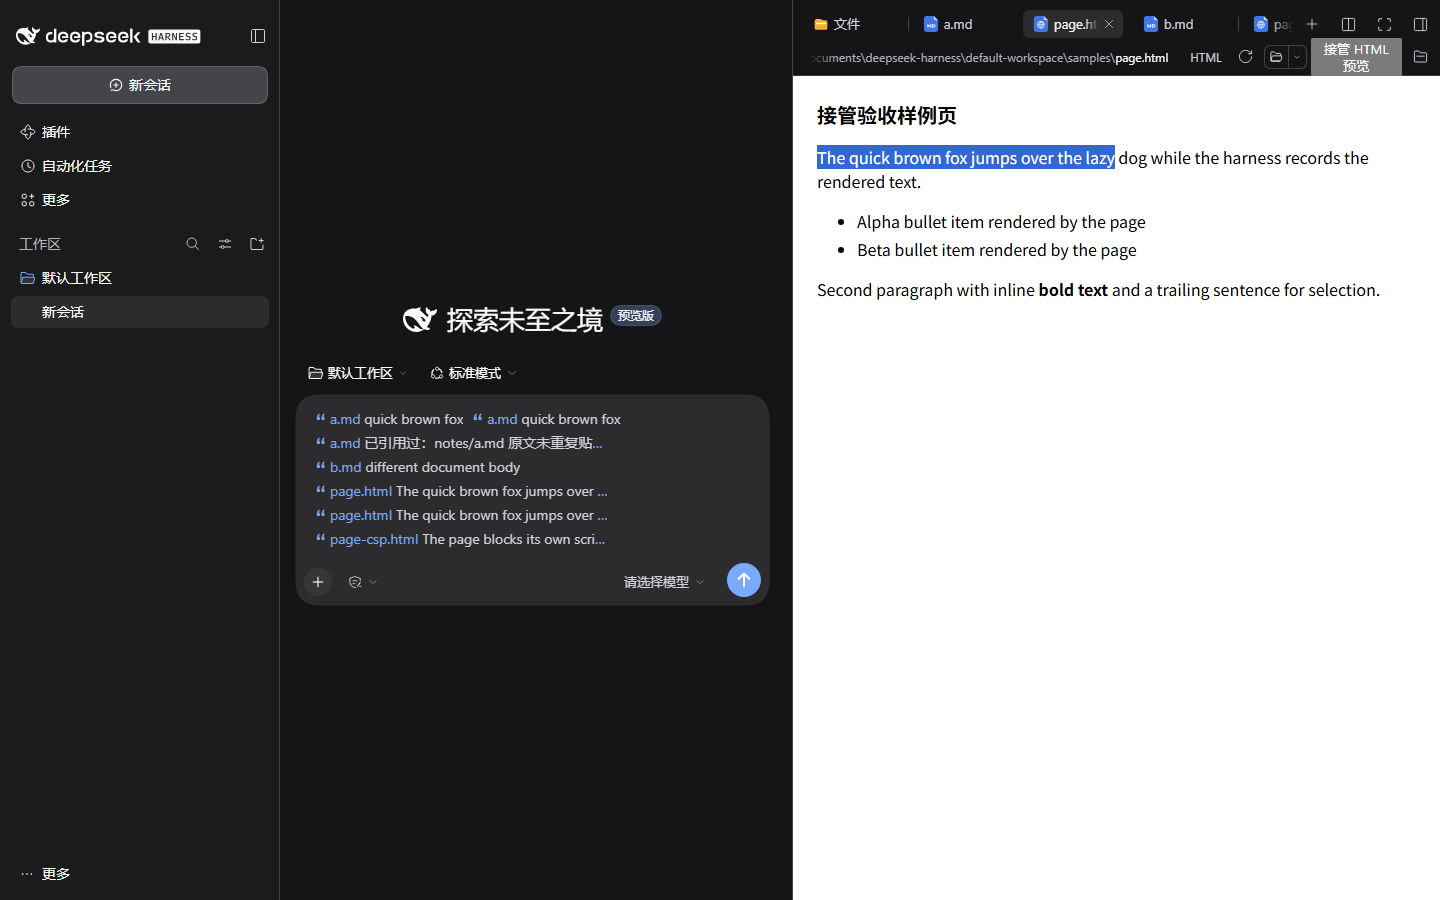 deepseek HARNESS
新会话
插件
自动化任务
更多
工作区
默认工作区
新会话
更多
探索未至之境 预览版
默认工作区 标准模式
a.md quick brown fox a.md quick brown fox
a.md 已引用过：notes/a.md 原文未重复贴...
b.md different document body
page.html The quick brown fox jumps over ...
page.html The quick brown fox jumps over ...
page-csp.html The page blocks its own scri...
请选择模型
文件 a.md page.ht b.md
ocuments\deepseek-harness\default-workspace\samples\page.html HTML
接管 HTML
预览
接管验收样例页
The quick brown fox jumps over the lazy dog while the harness records the
rendered text.
• Alpha bullet item rendered by the page
• Beta bullet item rendered by the page
Second paragraph with inline bold text and a trailing sentence for selection.